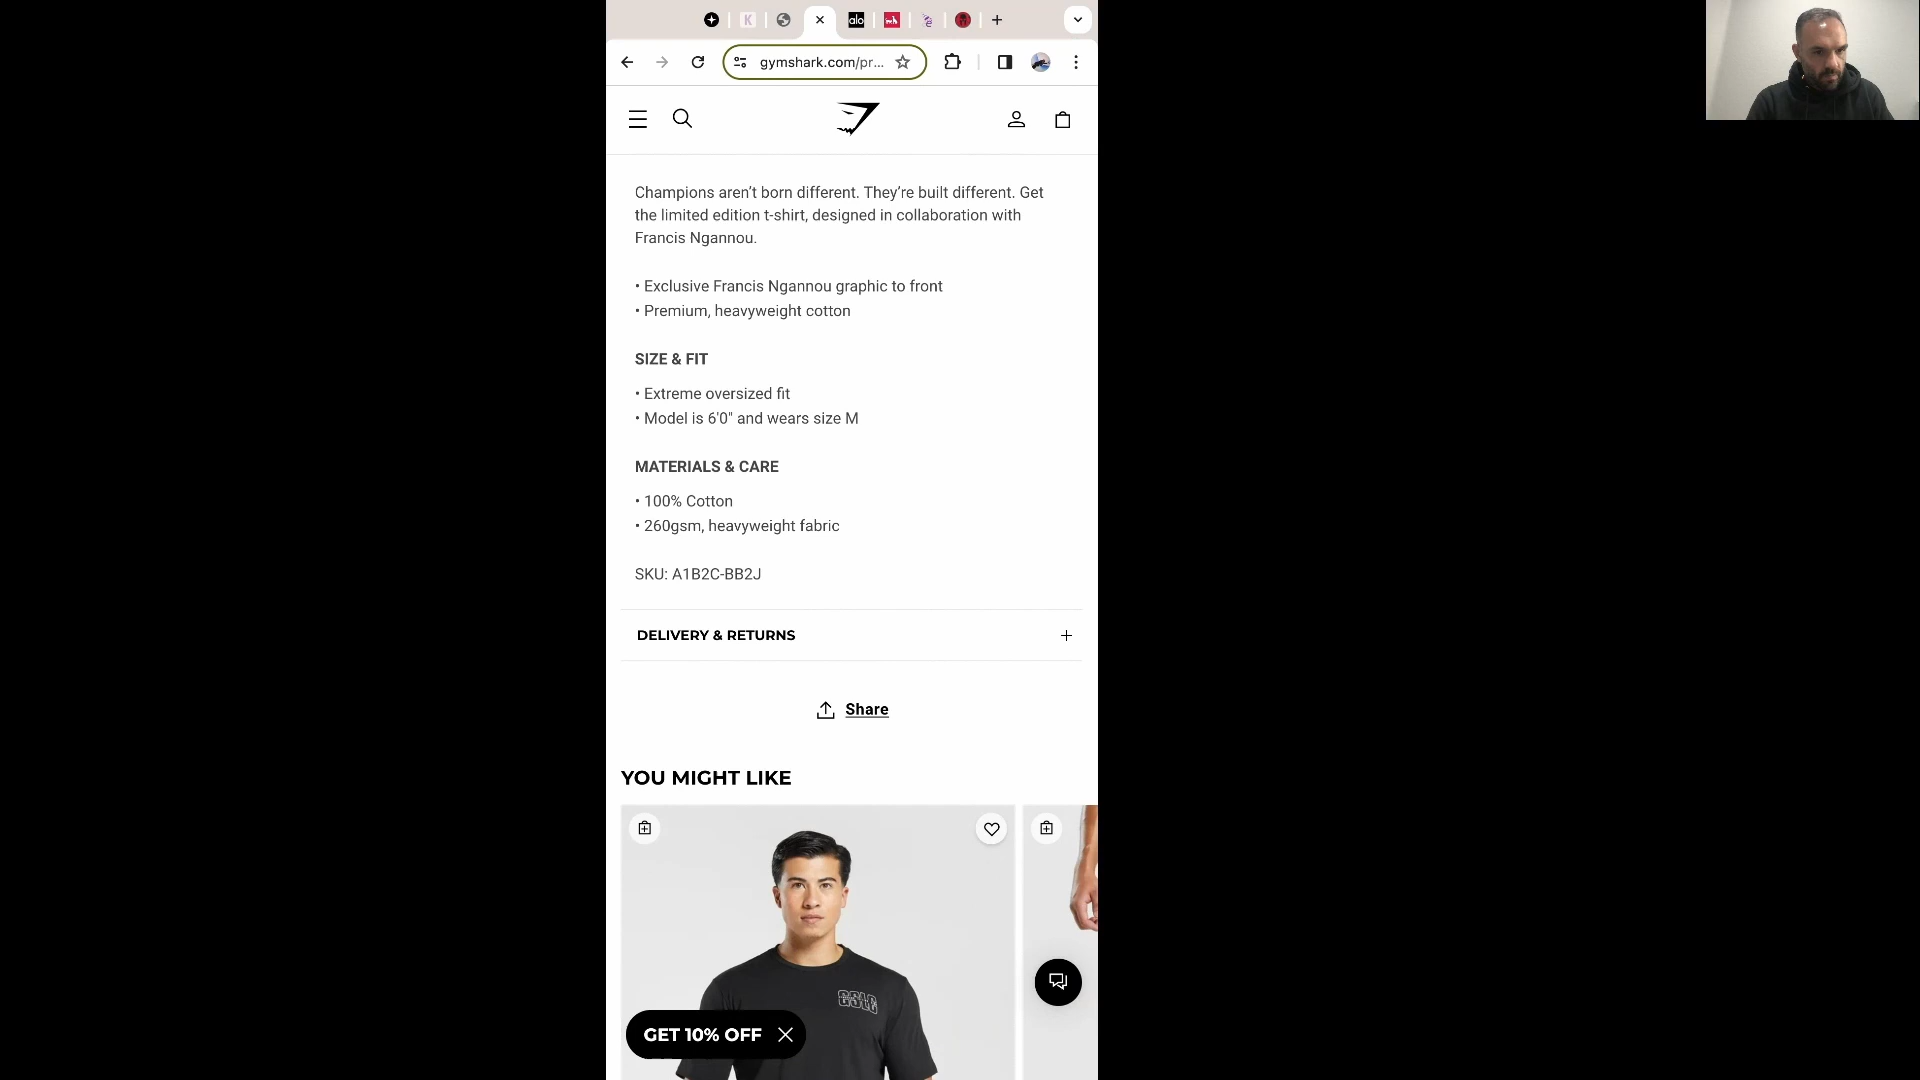 K
alo
gymshark.com/pr...
Champions aren’t born different. They’re built different. Get
the limited edition t-shirt, designed in collaboration with
Francis Ngannou.
• Exclusive Francis Ngannou graphic to front
• Premium, heavyweight cotton
SIZE & FIT
• Extreme oversized fit
• Model is 6'0" and wears size M
MATERIALS & CARE
• 100% Cotton
• 260gsm, heavyweight fabric
SKU: A1B2C-BB2J
DELIVERY & RETURNS
Share
YOU MIGHT LIKE
GSLC
GET 10% OFF